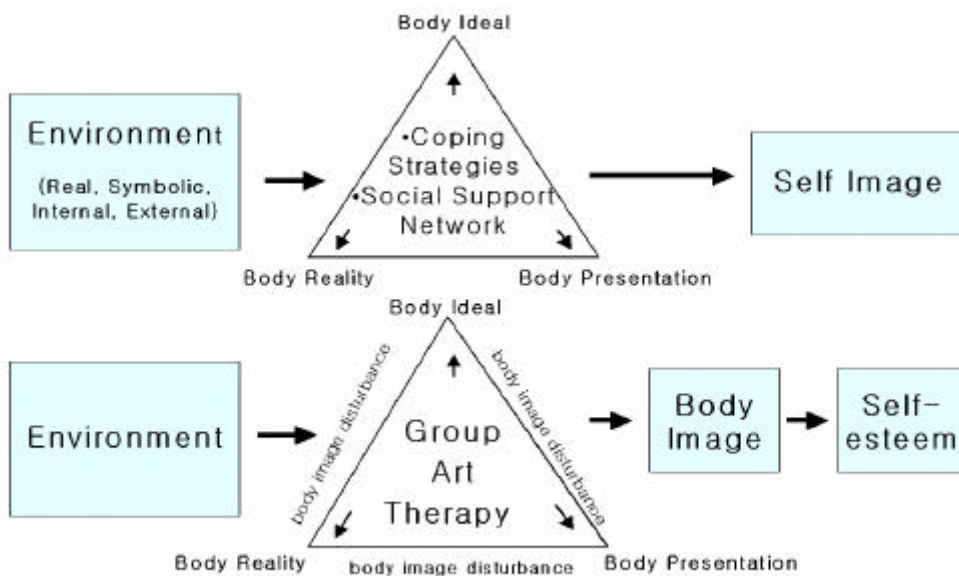 Body Ideal
Environment
(Real, Symbolic,
Internal, External)
•Coping
Strategies
•Social Support
Network
Self Image
Body Reality
Body Presentation
Body Ideal
body image disturbance
body image disturbance
Environment
Group
Art
Therapy
Body
Image
Self-
esteem
Body Reality
body image disturbance
Body Presentation